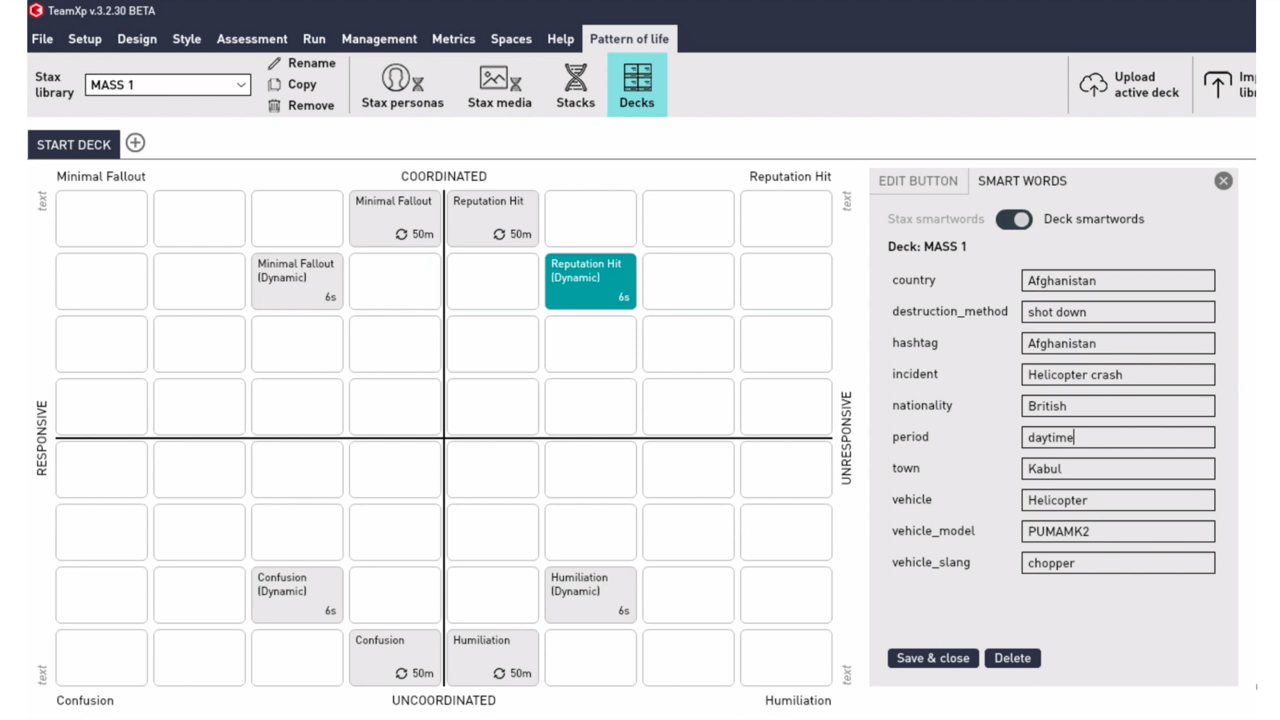 TeamXp v.3.2.30 BETA
File Setup Design Style Assessment Run Management Metrics Spaces Help Pattern of life
Stax library
MASS 1
Rename
Copy
Remove
Stax personas
Stax media
Stacks
Decks
Upload active deck
START DECK
Minimal Fallout COORDINATED Reputation Hit
text
text
Minimal Fallout
50m
Reputation Hit
50m
Minimal Fallout (Dynamic)
6s
Reputation Hit (Dynamic)
6s
RESPONSIVE
UNRESPONSIVE
Confusion (Dynamic)
6s
Humiliation (Dynamic)
6s
Confusion
50m
Humiliation
50m
text
text
Confusion UNCOORDINATED Humiliation
EDIT BUTTON SMART WORDS
Stax smartwords Deck smartwords
Deck: MASS 1
country Afghanistan
destruction_method shot down
hashtag Afghanistan
incident Helicopter crash
nationality British
period daytime
town Kabul
vehicle Helicopter
vehicle_model PUMAMK2
vehicle_slang chopper
Save & close Delete